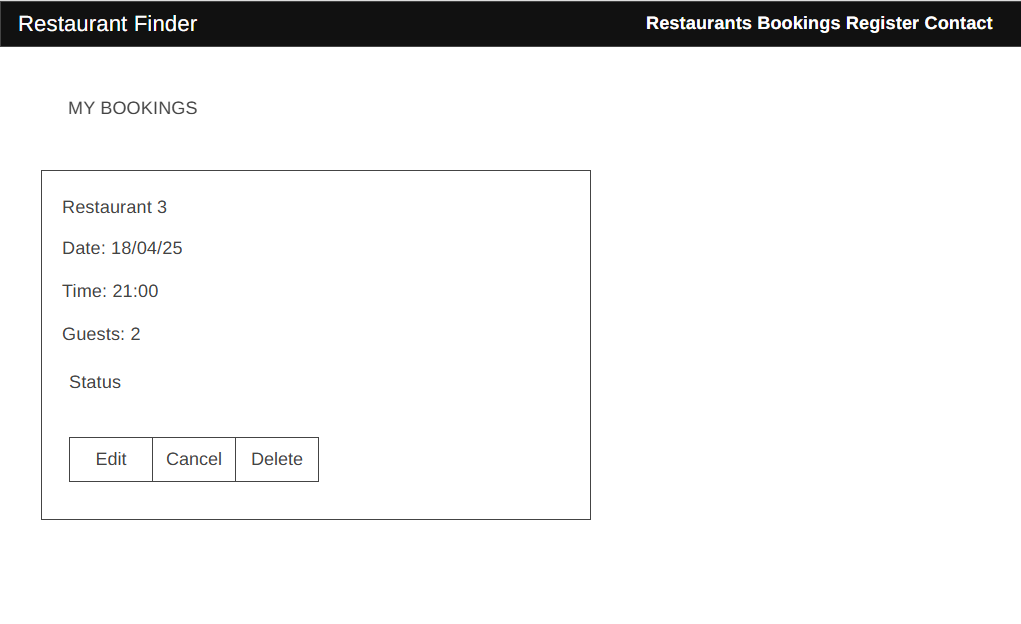 Restaurant Finder
Restaurants Bookings Register Contact
MY BOOKINGS
Restaurant 3
Date: 18/04/25
Time: 21:00
Guests: 2
Status
Edit Cancel Delete